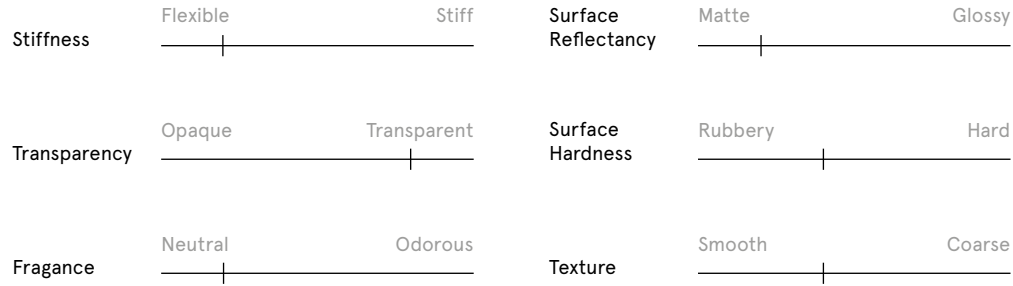 Flexible Stiff
Stiffness
Surface
Reflectancy
Matte Glossy
Opaque Transparent
Transparency
Surface
Hardness
Rubbery Hard
Neutral Odorous
Fragance
Smooth Coarse
Texture